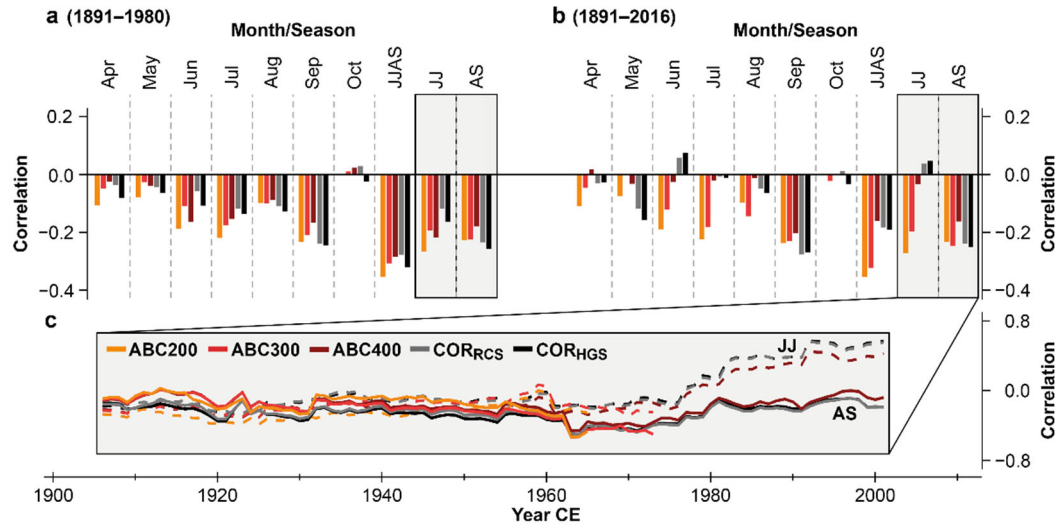 a (1891–1980)
Month/Season
Apr
May
Jun
Jul
Aug
Sep
Oct
JJAS
JJ
AS
0.2
0.0
−0.2
−0.4
Correlation
b (1891–2016)
Month/Season
Apr
May
Jun
Jul
Aug
Sep
Oct
JJAS
JJ
AS
0.2
0.0
−0.2
−0.4
Correlation
c
ABC200 ABC300 ABC400 CORRCS CORHGS
JJ
AS
0.8
0.0
−0.8
Correlation
1900 1920 1940 1960 1980 2000
Year CE